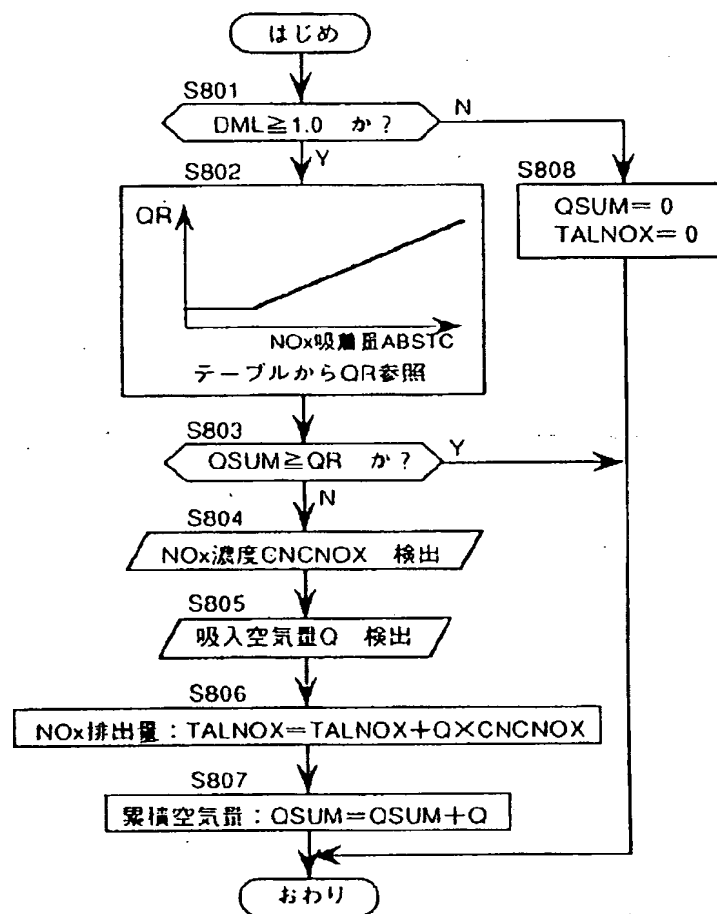 はじめ
S801
DML≧1.0 か?
N
Y
S802
QR
NOx吸着量ABSTC
テーブルからQR参照
S808
QSUM=0
TALNOX=0
S803
QSUM≧QR か?
Y
N
S804
NOx濃度CNCNOX 検出
S805
吸入空気量Q 検出
S806
NOx排出量:TALNOX=TALNOX+Q×CNCNOX
S807
累積空気量:QSUM=QSUM+Q
おわり